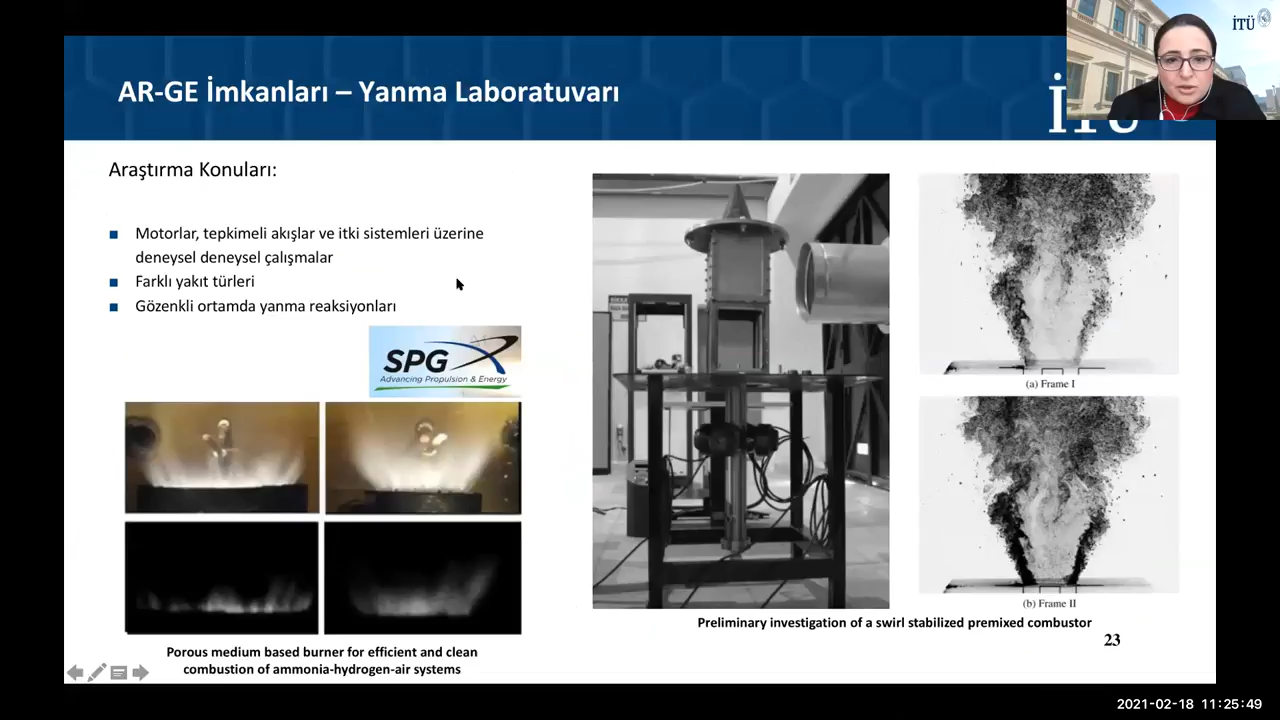 AR-GE İmkanları – Yanma Laboratuvarı
İTÜ
Araştırma Konuları:
Motorlar, tepkimeli akışlar ve itki sistemleri üzerine
deneysel deneysel çalışmalar
Farklı yakıt türleri
Gözenkli ortamda yanma reaksiyonları
SPG
Advancing Propulsion & Energy
Porous medium based burner for efficient and clean
combustion of ammonia-hydrogen-air systems
(a) Frame I
(b) Frame II
Preliminary investigation of a swirl stabilized premixed combustor
23
2021-02-18 11:25:49